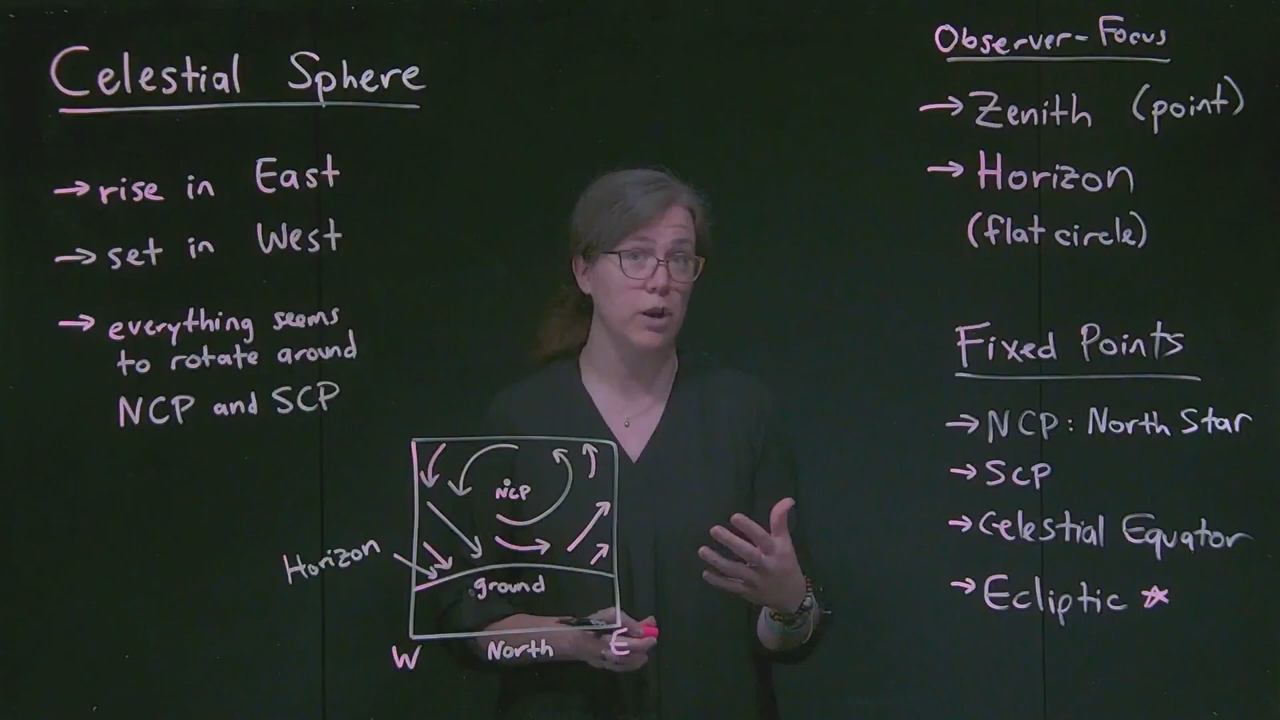 Celestial Sphere
→ rise in East
→ set in West
→ everything seems
to rotate around
NCP and SCP
NCP
Horizon
ground
W
North
E
Observer-Focus
→ Zenith (point)
→ Horizon
(flat circle)
Fixed Points
→ NCP: North Star
→ SCP
→ Celestial Equator
→ Ecliptic ☆